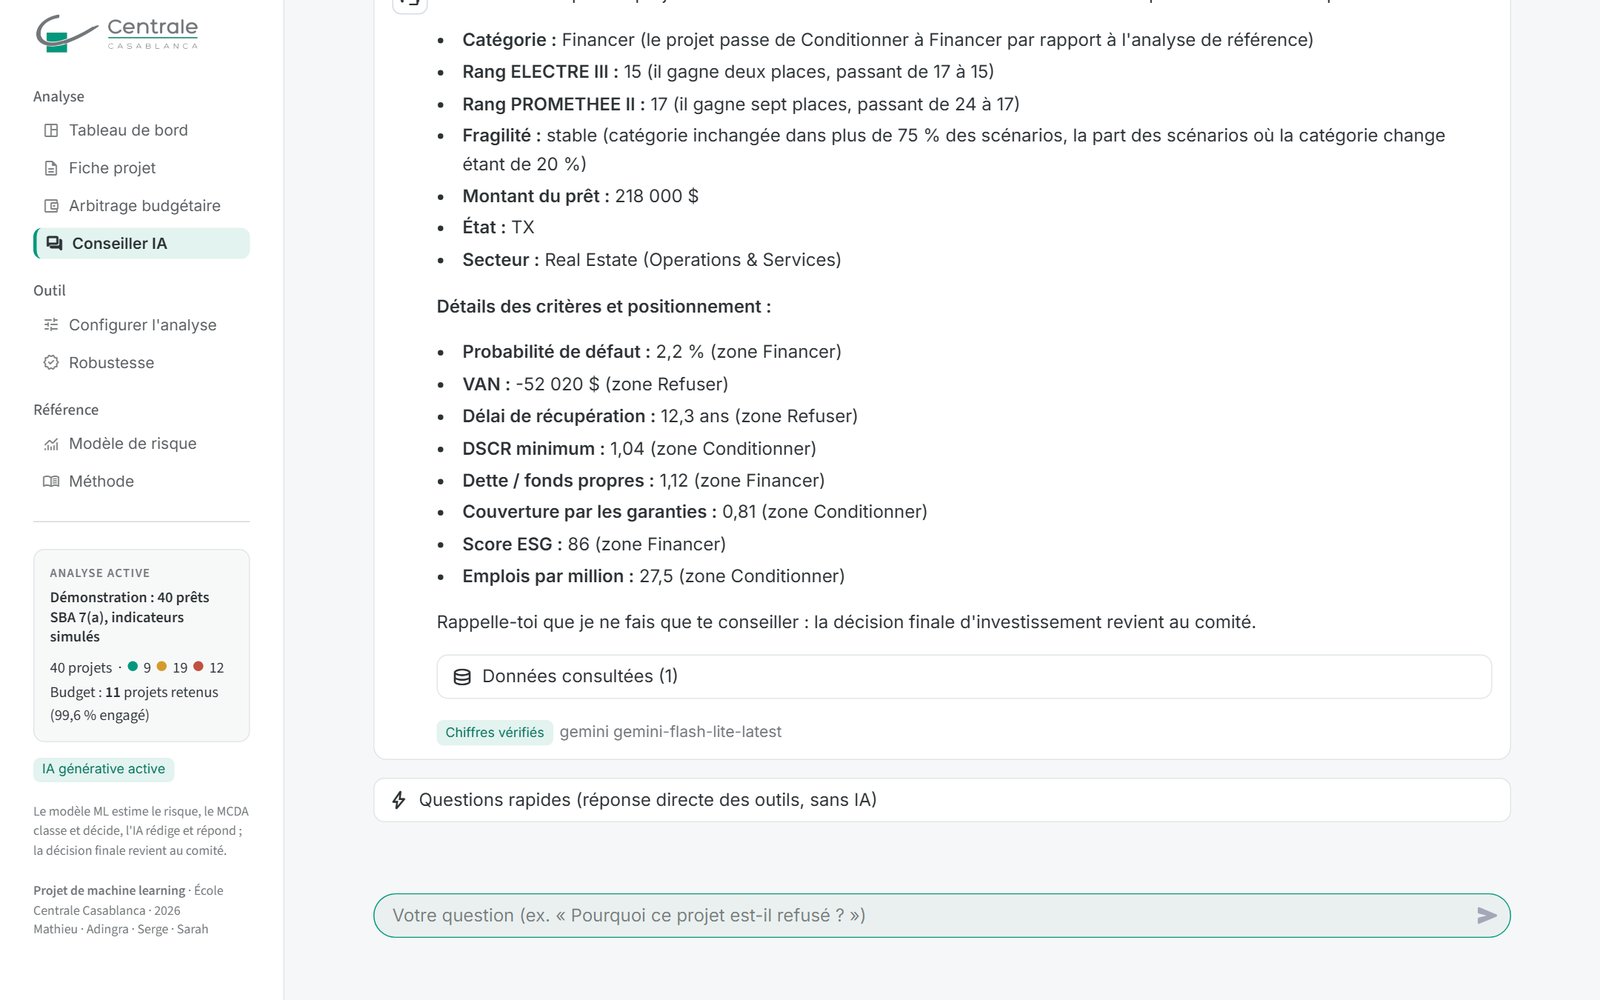 Centrale
CASABLANCA
Analyse
Tableau de bord
Fiche projet
Arbitrage budgétaire
Conseiller IA
Outil
Configurer l'analyse
Robustesse
Référence
Modèle de risque
Méthode
ANALYSE ACTIVE
Démonstration : 40 prêts
SBA 7(a), indicateurs
simulés
40 projets · 9 19 12
Budget : 11 projets retenus
(99,6 % engagé)
IA générative active
Le modèle ML estime le risque, le MCDA
classe et décide, l'IA rédige et répond ;
la décision finale revient au comité.
Projet de machine learning · École
Centrale Casablanca · 2026
Mathieu · Adingra · Serge · Sarah
• Catégorie : Financer (le projet passe de Conditionner à Financer par rapport à l'analyse de référence)
• Rang ELECTRE III : 15 (il gagne deux places, passant de 17 à 15)
• Rang PROMETHEE II : 17 (il gagne sept places, passant de 24 à 17)
• Fragilité : stable (catégorie inchangée dans plus de 75 % des scénarios, la part des scénarios où la catégorie change
étant de 20 %)
• Montant du prêt : 218 000 $
• État : TX
• Secteur : Real Estate (Operations & Services)
Détails des critères et positionnement :
• Probabilité de défaut : 2,2 % (zone Financer)
• VAN : -52 020 $ (zone Refuser)
• Délai de récupération : 12,3 ans (zone Refuser)
• DSCR minimum : 1,04 (zone Conditionner)
• Dette / fonds propres : 1,12 (zone Financer)
• Couverture par les garanties : 0,81 (zone Conditionner)
• Score ESG : 86 (zone Financer)
• Emplois par million : 27,5 (zone Conditionner)
Rappelle-toi que je ne fais que te conseiller : la décision finale d'investissement revient au comité.
Données consultées (1)
Chiffres vérifiés gemini gemini-flash-lite-latest
Questions rapides (réponse directe des outils, sans IA)
Votre question (ex. « Pourquoi ce projet est-il refusé ? »)